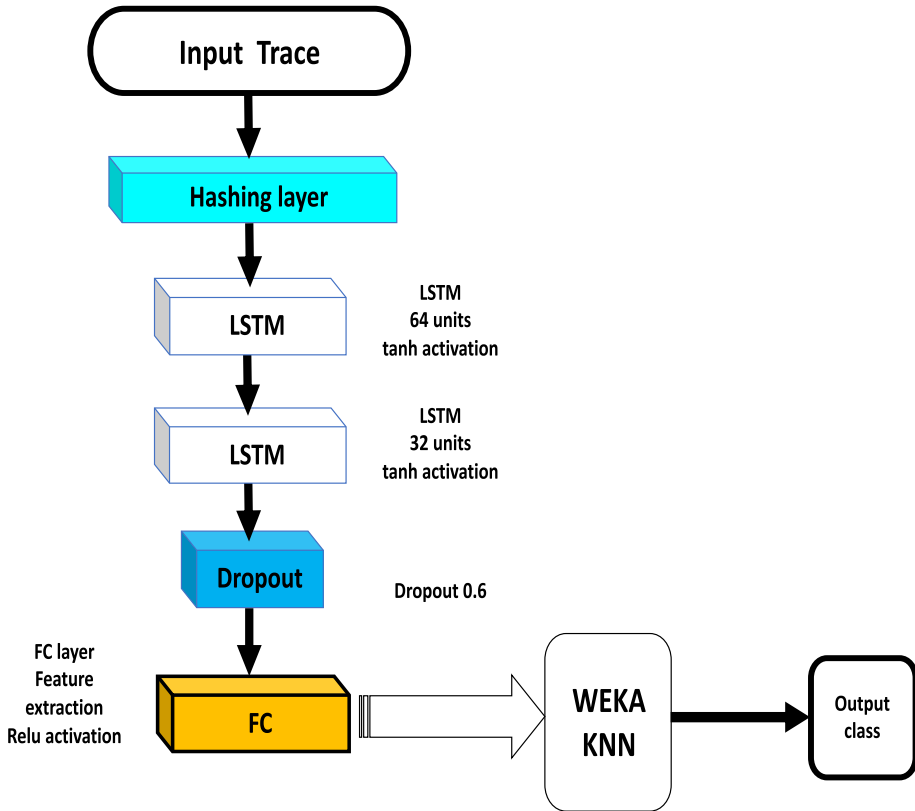 Input Trace
Hashing layer
LSTM
LSTM
64 units
tanh activation
LSTM
LSTM
32 units
tanh activation
Dropout
Dropout 0.6
FC layer
Feature
extraction
Relu activation
FC
WEKA
KNN
Output
class